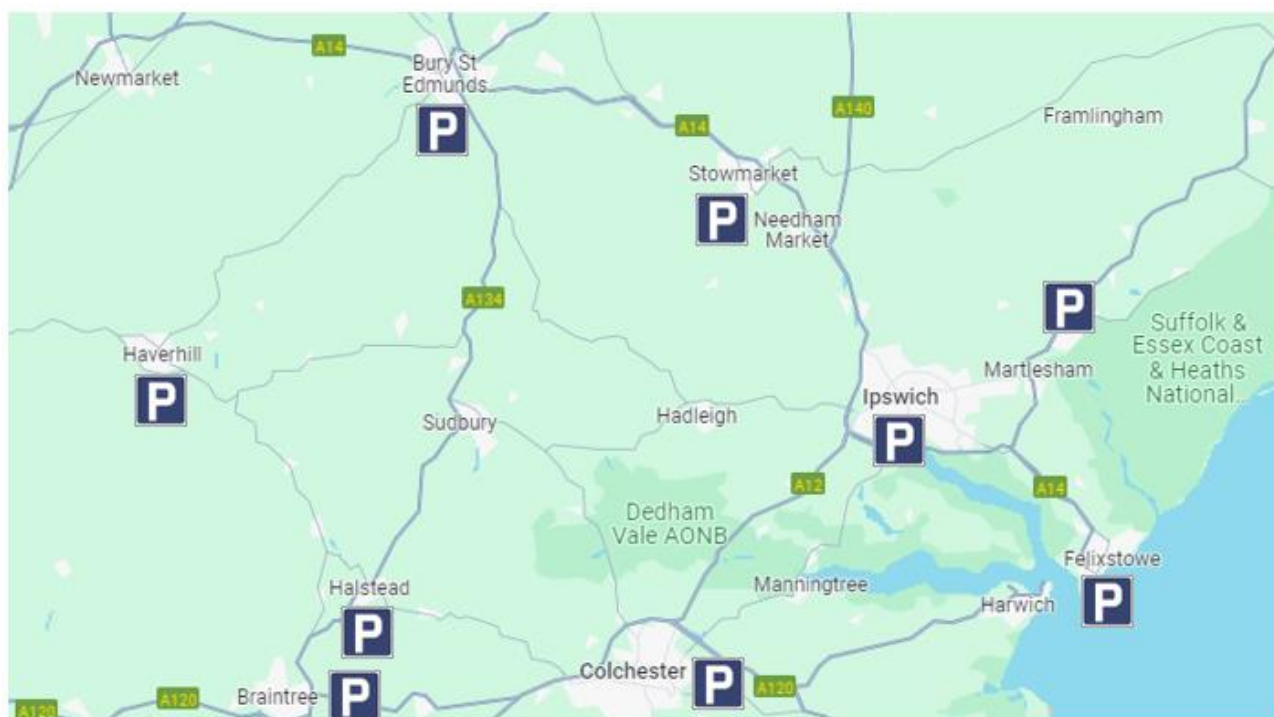 A14
Bury St
Edmunds
Newmarket
P
A140
Framlingham
A14
Stowmarket
P
Needham
Market
A134
P
Suffolk &
Essex Coast
& Heaths
National...
Haverhill
P
Martlesham
Ipswich
Sudbury
Hadleigh
P
A12
A14
Dedham
Vale AONB
Felixstowe
Halstead
Manningtree
Harwich
P
P
Colchester
P
A120
Braintree
P
A120
A120